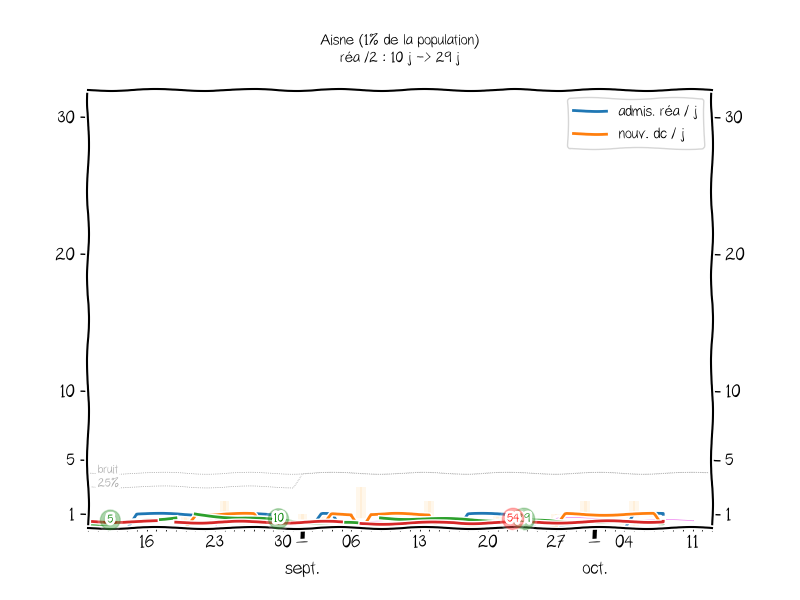 Aisne (1% de la population)
réa /2 : 10 j -> 29 j
admis. réa / j
nouv. dc / j
30 30
20 20
10 10
5 5
1 1
bruit
25%
5 10 54 9
16 23 30 06 13 20 27 04 11
sept. oct.